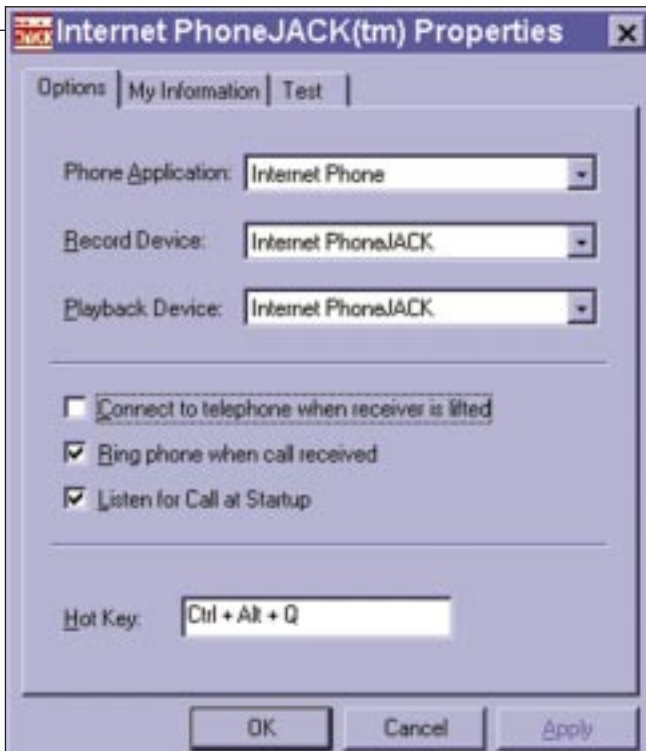 Internet PhoneJACK(tm) Properties
Options My Information Test
Phone Application: Internet Phone
Record Device: Internet PhoneJACK
Playback Device: Internet PhoneJACK
Connect to telephone when receiver is lifted
Ring phone when call received
Listen for Call at Startup
Hot Key: Ctrl + Alt + Q
OK Cancel Apply